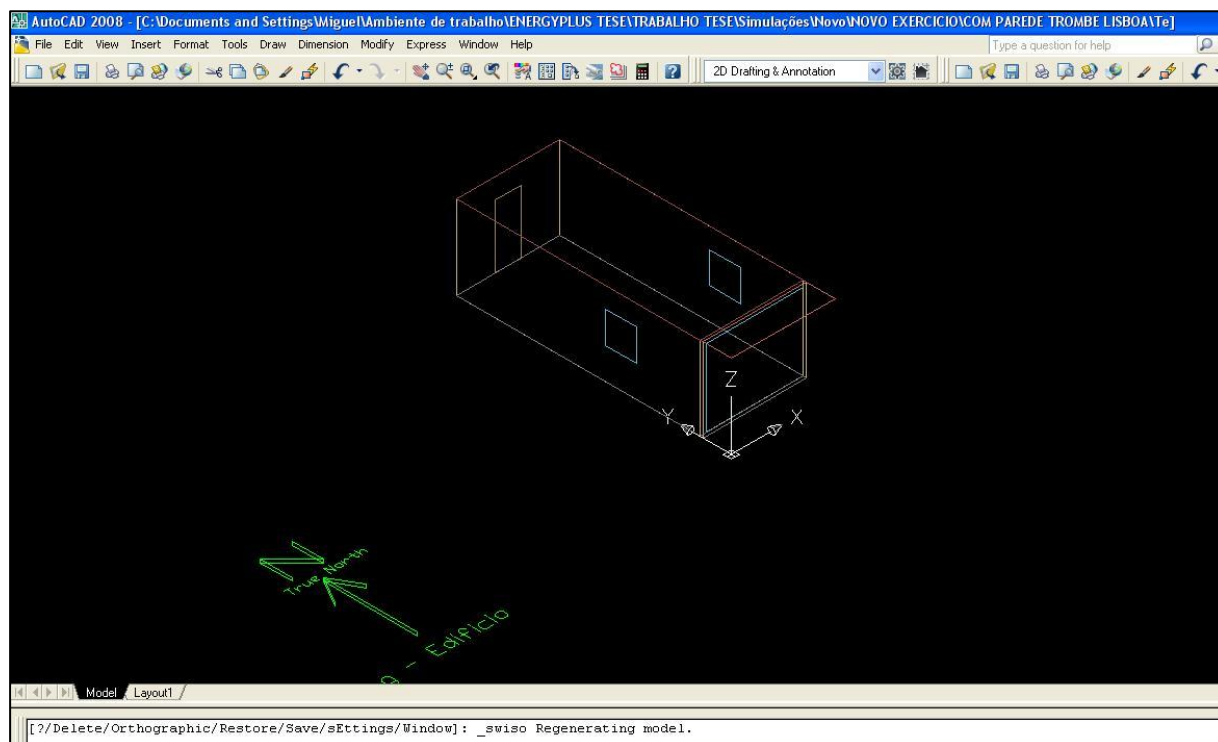 AutoCAD 2008 - [C:\Documents and Settings\Miguel\Ambiente de trabalho\ENERGYPLUS TESE\TRABALHO TESE\Simulações\Novo\NOVO EXERCICIO\COM PAREDE TROMBE LISBOA\Te]
File Edit View Insert Format Tools Draw Dimension Modify Express Window Help
Type a question for help
2D Drafting & Annotation
Z
Y
X
N
True North
- Edificio
Model Layout1
[?/Delete/Orthographic/Restore/Save/sEttings/Window]: _swiso Regenerating model.